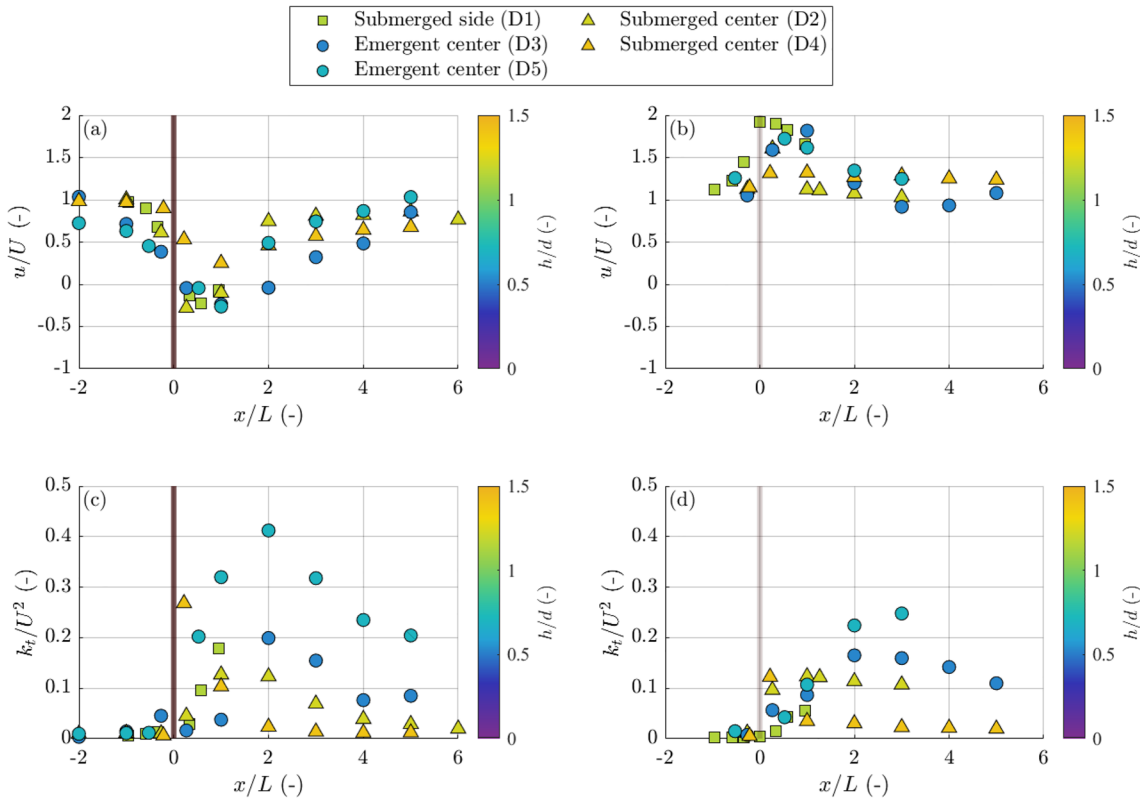 Submerged side (D1) Submerged center (D2)
Emergent center (D3) Submerged center (D4)
Emergent center (D5)
(a)
2
1.5
1
0.5
0
-0.5
-1
u/U (-)
-2 0 2 4 6
x/L (-)
1.5
1
0.5
0
h/d (-)
(b)
2
1.5
1
0.5
0
-0.5
-1
u/U (-)
-2 0 2 4 6
x/L (-)
1.5
1
0.5
0
h/d (-)
(c)
0.5
0.4
0.3
0.2
0.1
0
k_t/U² (-)
-2 0 2 4 6
x/L (-)
1.5
1
0.5
0
h/d (-)
(d)
0.5
0.4
0.3
0.2
0.1
0
k_t/U² (-)
-2 0 2 4 6
x/L (-)
1.5
1
0.5
0
h/d (-)